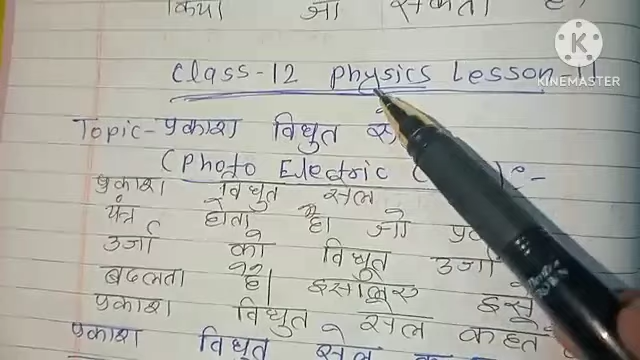 किया जा सकता है
Class-12 Physics Lesson-11
KINEMASTER
Topic- प्रकाश विधुत
(Photo Electric
प्रकाश विधुत सेल
यंत्र होता है। जो
उर्जा को विधुत उर्जा
बदलता है। इसलिए इसे
प्रकाश विधुत सेल कहते
प्रकाश विधुत सेल